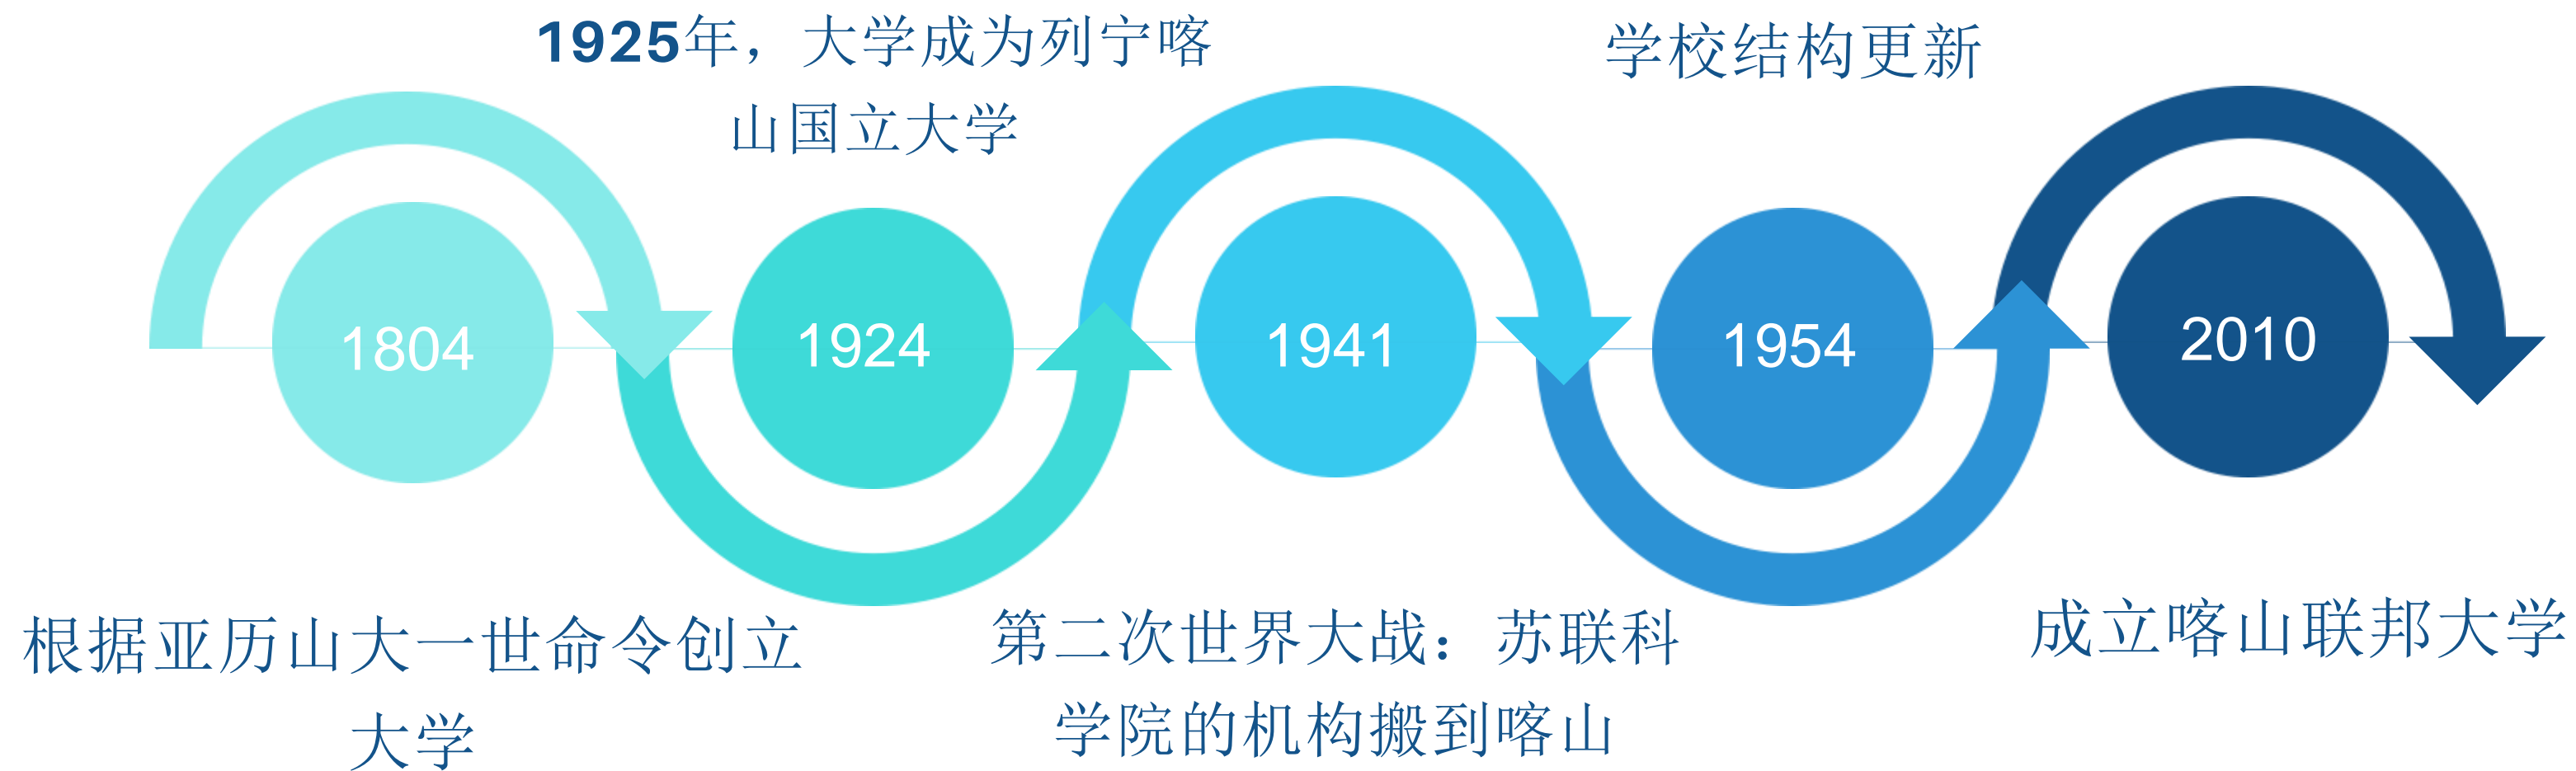 1925年，大学成为列宁喀
山国立大学
学校结构更新
1804
1924
1941
1954
2010
根据亚历山大一世命令创立
大学
第二次世界大战：苏联科
学院的机构搬到喀山
成立喀山联邦大学